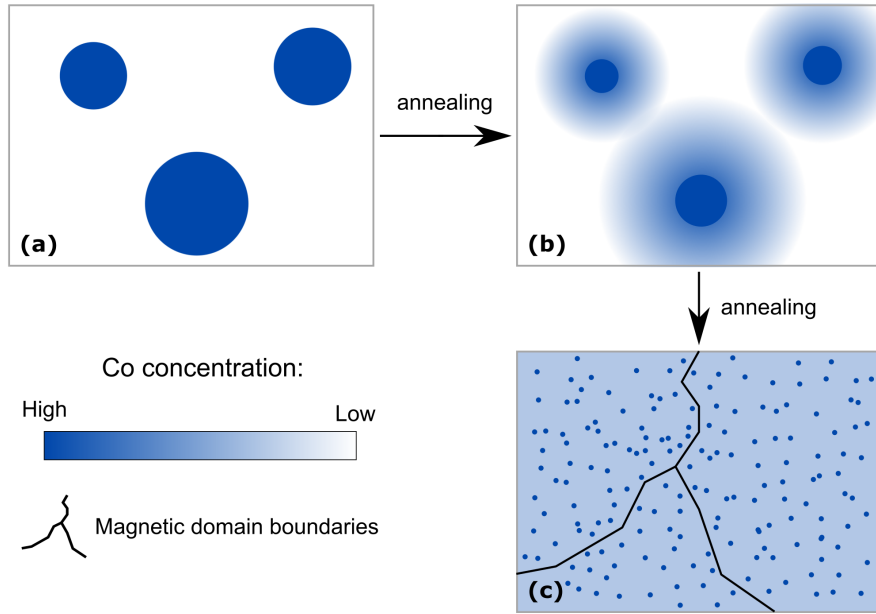 annealing
(a)
(b)
annealing
Co concentration:
High
Low
Magnetic domain boundaries
(c)